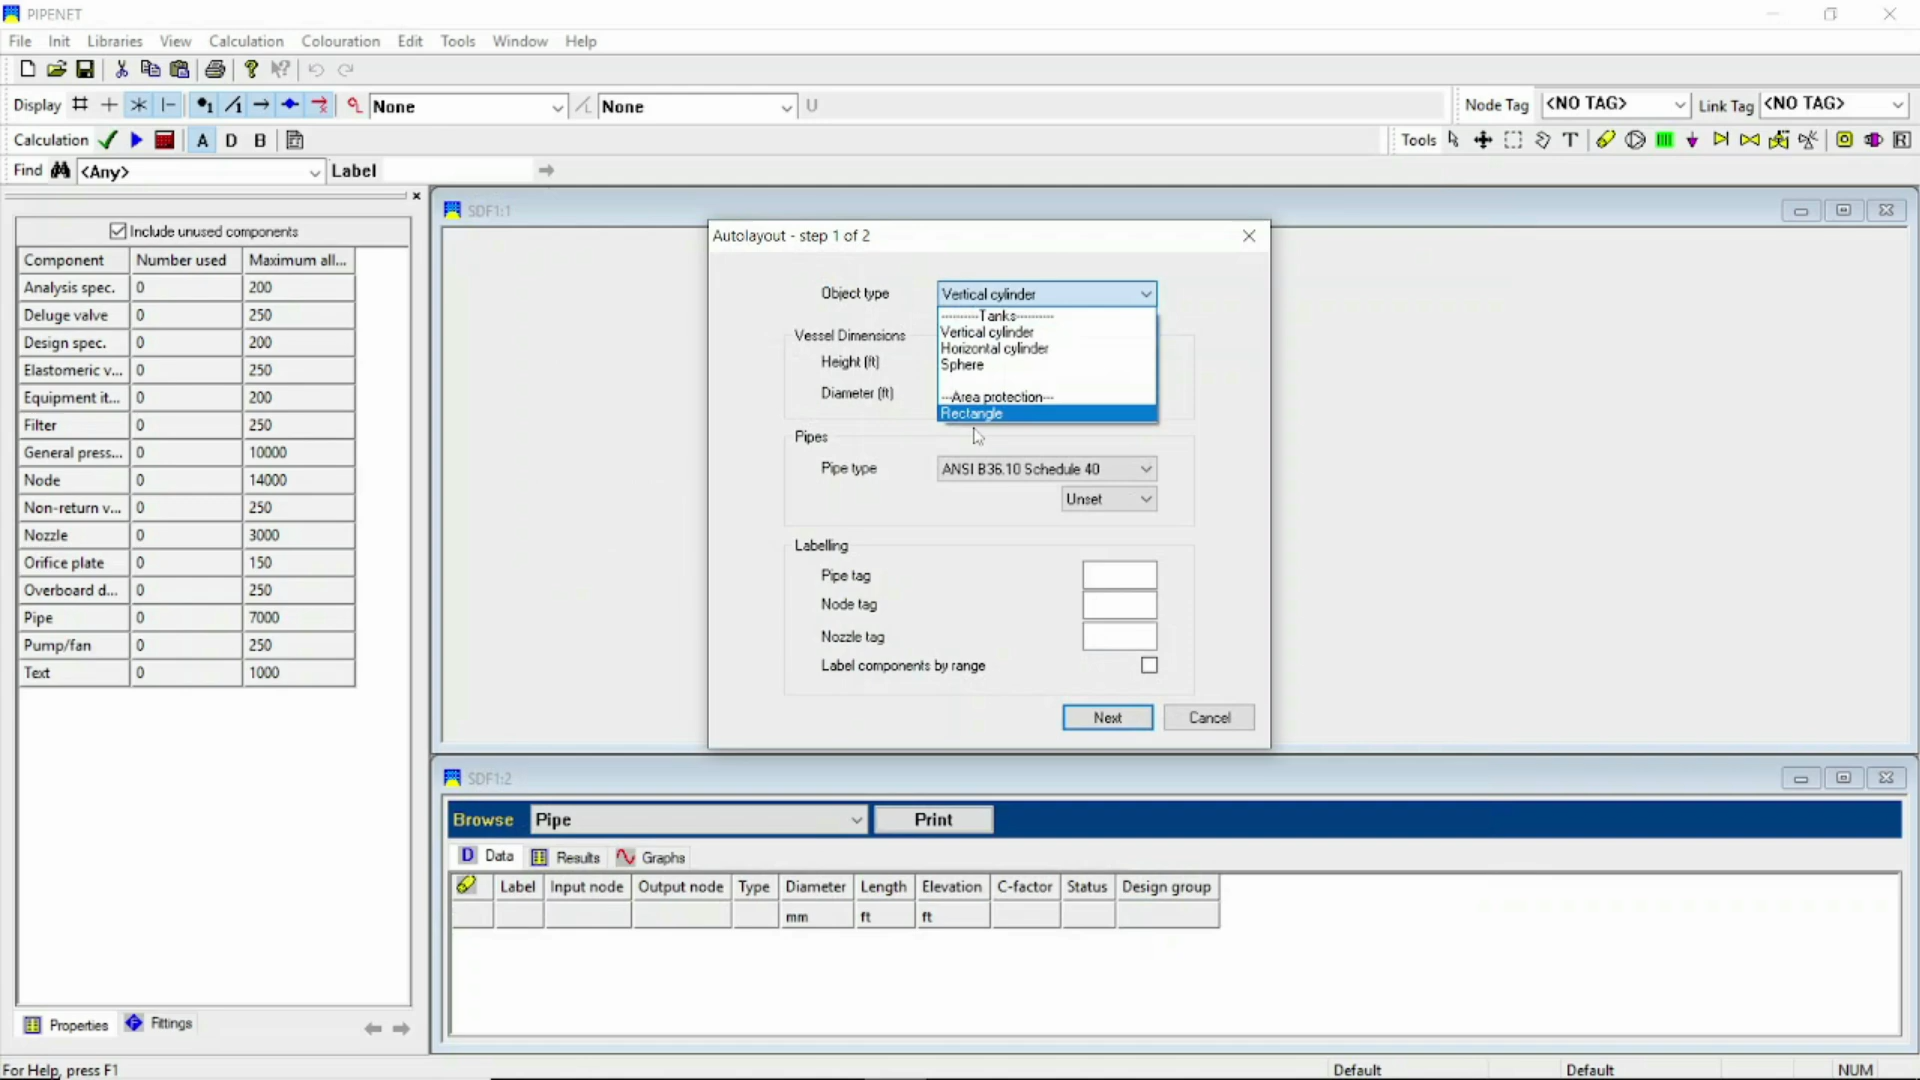 PIPENET
File Init Libraries View Calculation Colouration Edit Tools Window Help
Display None None U Node Tag <NO TAG> Link Tag <NO TAG>
Calculation A D B Tools T R
Find <Any> Label
Include unused components
Component Number used Maximum all...
Analysis spec. 0 200
Deluge valve 0 250
Design spec. 0 200
Elastomeric v... 0 250
Equipment it... 0 200
Filter 0 250
General press... 0 10000
Node 0 14000
Non-return v... 0 250
Nozzle 0 3000
Orifice plate 0 150
Overboard d... 0 250
Pipe 0 7000
Pump/fan 0 250
Text 0 1000
Properties Fittings
SDF1:1
Autolayout - step 1 of 2
Object type Vertical cylinder
----------Tanks----------
Vertical cylinder
Horizontal cylinder
Sphere
---Area protection---
Rectangle
Vessel Dimensions
Height (ft)
Diameter (ft)
Pipes
Pipe type ANSI B36.10 Schedule 40
Unset
Labelling
Pipe tag
Node tag
Nozzle tag
Label components by range
Next Cancel
SDF1:2
Browse Pipe Print
D Data Results Graphs
Label Input node Output node Type Diameter Length Elevation C-factor Status Design group
mm ft ft
For Help, press F1 Default Default NUM